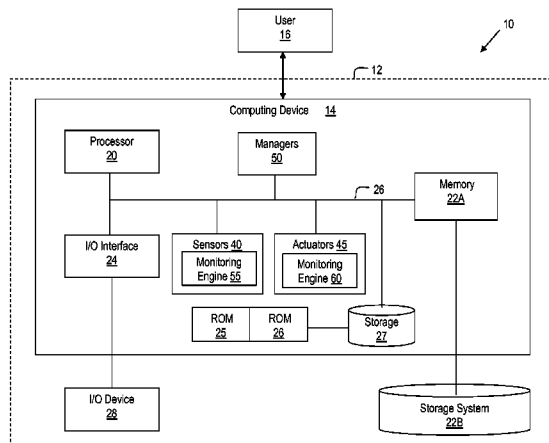 User
16
10
12
Computing Device 14
Processor
20
Managers
50
26
Memory
22A
I/O Interface
24
Sensors 40
Monitoring
Engine 55
Actuators 45
Monitoring
Engine 60
ROM
25
ROM
26
Storage
27
I/O Device
28
Storage System
22B